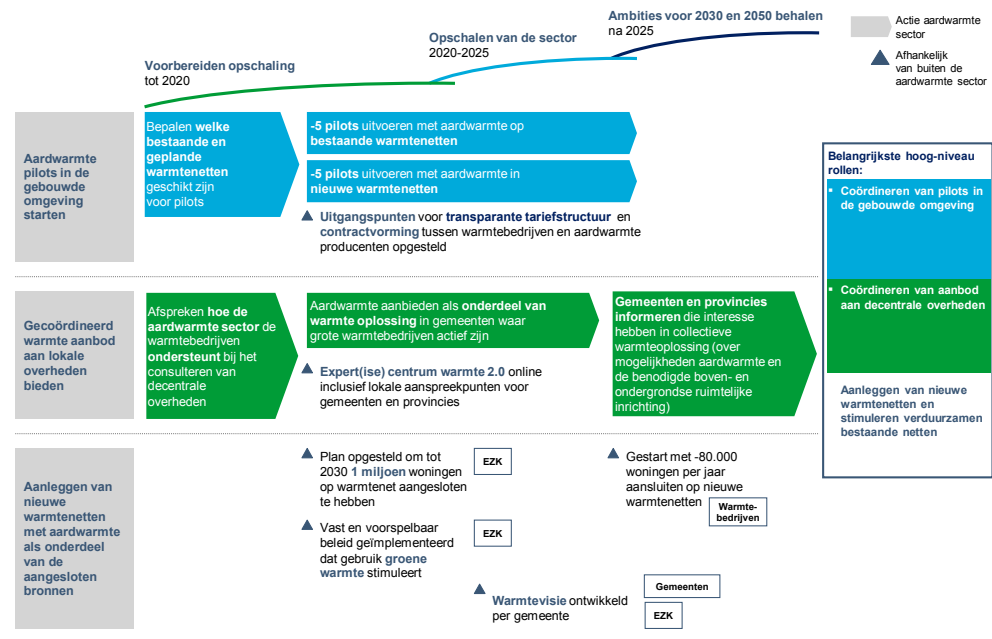 Ambities voor 2030 en 2050 behalen
na 2025
Opschalen van de sector
2020-2025
Voorbereiden opschaling
tot 2020
Actie aardwarmte
sector
Afhankelijk
van buiten de
aardwarmte sector
Aardwarmte
pilots in de
gebouwde
omgeving
starten
Bepalen welke
bestaande en
geplande
warmtenetten
geschikt zijn
voor pilots
-5 pilots uitvoeren met aardwarmte op
bestaande warmtenetten
-5 pilots uitvoeren met aardwarmte in
nieuwe warmtenetten
Uitgangspunten voor transparante tariefstructuur en
contractvorming tussen warmtebedrijven en aardwarmte
producenten opgesteld
Gecoördineerd
warmte aanbod
aan lokale
overheden
bieden
Afspreken hoe de
aardwarmte sector de
warmtebedrijven
ondersteunt bij het
consulteren van
decentrale
overheden
Aardwarmte aanbieden als onderdeel van
warmte oplossing in gemeenten waar
grote warmtebedrijven actief zijn
Expert(ise) centrum warmte 2.0 online
inclusief lokale aanspreekpunten voor
gemeenten en provincies
Gemeenten en provincies
informeren die interesse
hebben in collectieve
warmteoplossing (over
mogelijkheden aardwarmte en
de benodigde boven- en
ondergrondse ruimtelijke
inrichting)
Aanleggen van
nieuwe
warmtenetten
met aardwarmte
als onderdeel
van de
aangesloten
bronnen
Plan opgesteld om tot
2030 1 miljoen woningen
op warmtenet aangesloten
te hebben
EZK
Vast en voorspelbaar
beleid geïmplementeerd
dat gebruik groene
warmte stimuleert
EZK
Warmtevisie ontwikkeld
per gemeente
Gemeenten
EZK
Gestart met -80.000
woningen per jaar
aansluiten op nieuwe
warmtenetten
Warmte-
bedrijven
Belangrijkste hoog-niveau
rollen:
▪ Coördineren van pilots in
de gebouwde omgeving
▪ Coördineren van aanbod
aan decentrale overheden
Aanleggen van nieuwe
warmtenetten en
stimuleren verduurzamen
bestaande netten